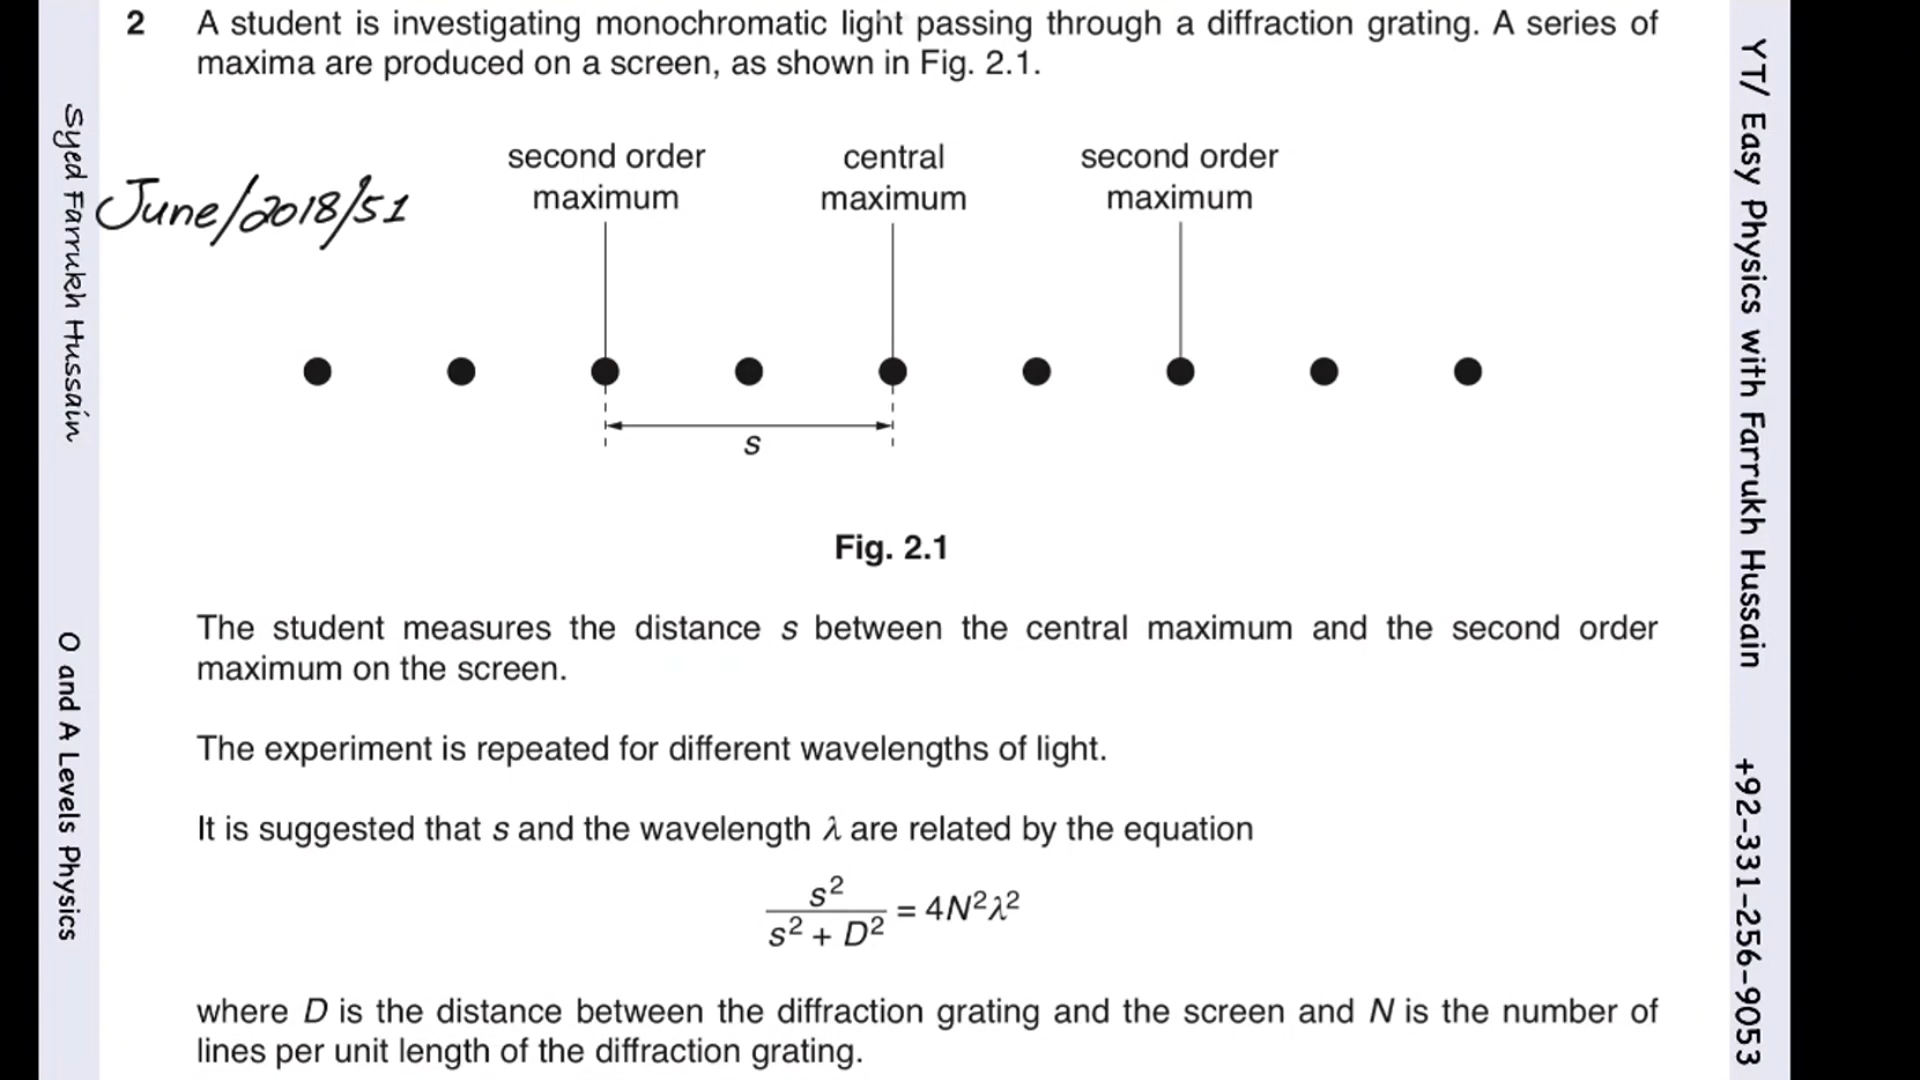 2 A student is investigating monochromatic light passing through a diffraction grating. A series of
maxima are produced on a screen, as shown in Fig. 2.1.
June/2018/51
second order
maximum
central
maximum
second order
maximum
s
Fig. 2.1
The student measures the distance s between the central maximum and the second order
maximum on the screen.
The experiment is repeated for different wavelengths of light.
It is suggested that s and the wavelength λ are related by the equation
s² / (s² + D²) = 4N²λ²
where D is the distance between the diffraction grating and the screen and N is the number of
lines per unit length of the diffraction grating.
Syed Farrukh Hussain
O and A Levels Physics
YT/ Easy Physics with Farrukh Hussain
+92-331-256-9053